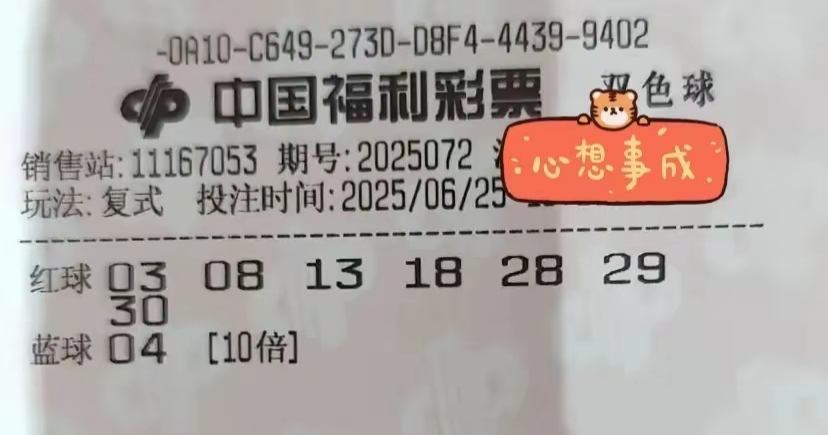 -0A10-C649-273D-D8F4-4439-9402
中国福利彩票 双色球
心想事成
销售站:11167053 期号:2025072
玩法:复式 投注时间:2025/06/25
红球 03 08 13 18 28 29
30
蓝球 04 [10倍]